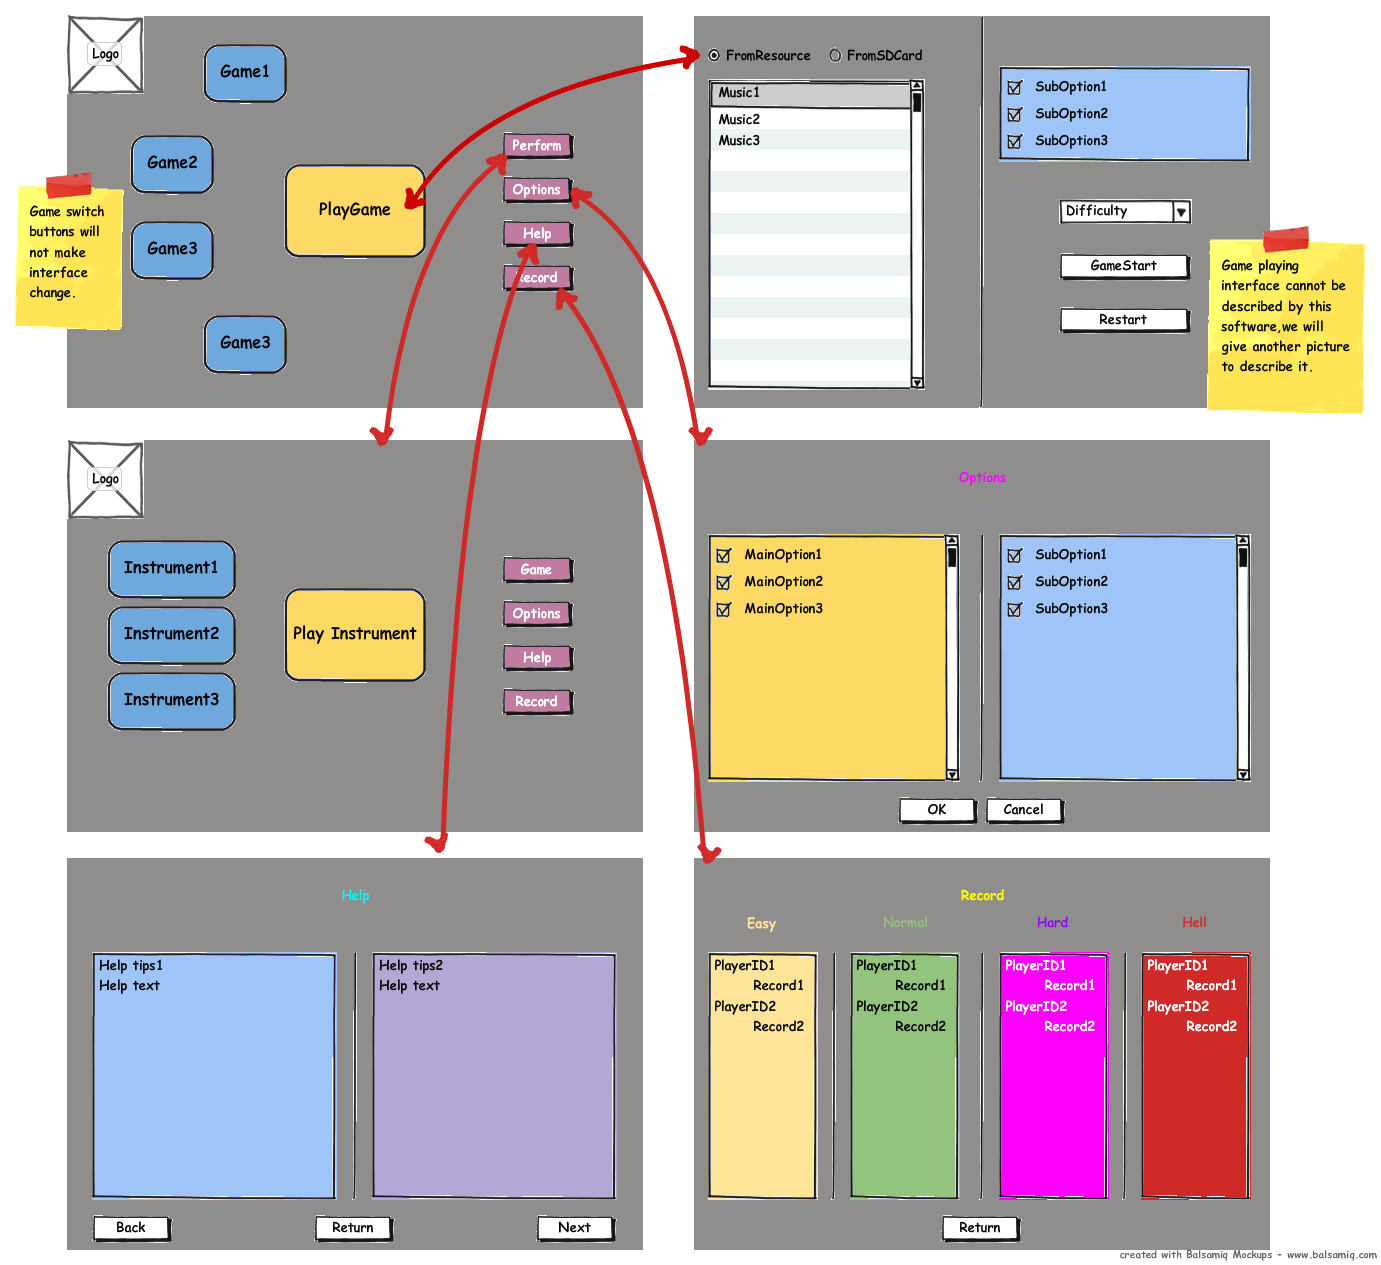 Logo
Game1
Game2
Game3
Game3
PlayGame
Perform
Options
Help
Record
Game switch
buttons will
not make
interface
change.
FromResource
FromSDCard
Music1
Music2
Music3
SubOption1
SubOption2
SubOption3
Difficulty
GameStart
Restart
Game playing
interface cannot be
described by this
software,we will
give another picture
to describe it.
Logo
Instrument1
Instrument2
Instrument3
Play Instrument
Game
Options
Help
Record
Options
MainOption1
MainOption2
MainOption3
SubOption1
SubOption2
SubOption3
OK
Cancel
Help
Help tips1
Help text
Help tips2
Help text
Back
Return
Next
Record
Easy
Normal
Hard
Hell
PlayerID1
Record1
PlayerID2
Record2
PlayerID1
Record1
PlayerID2
Record2
PlayerID1
Record1
PlayerID2
Record2
PlayerID1
Record1
PlayerID2
Record2
Return
created with Balsamiq Mockups - www.balsamiq.com